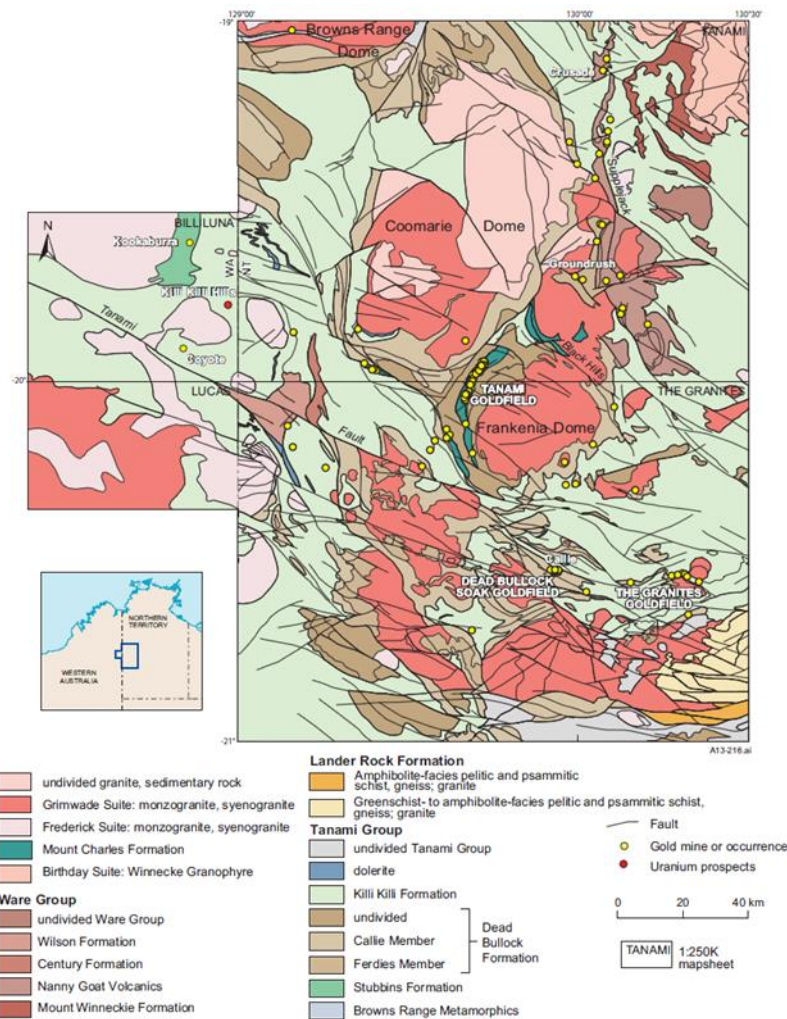 129°00'
130°00'
130°30'
-19°
Browns Range
Dome
TANAMI
Crusade
Supplejack
Coomarie
Dome
N
BILLILUNA
Kookaburra
WA
NT
Groundrush
Killi Killi Hills
Tanami
Coyote
Black Hills
-20°
LUCAS
THE GRANITES
TANAMI
GOLDFIELD
Fault
Frankenia Dome
Callie
DEAD BULLOCK
SOAK GOLDFIELD
THE GRANITES
GOLDFIELD
NORTHERN
TERRITORY
WESTERN
AUSTRALIA
-21°
A13-216.ai
undivided granite, sedimentary rock
Grimwade Suite: monzogranite, syenogranite
Frederick Suite: monzogranite, syenogranite
Mount Charles Formation
Birthday Suite: Winnecke Granophyre
Ware Group
undivided Ware Group
Wilson Formation
Century Formation
Nanny Goat Volcanics
Mount Winneckie Formation
Lander Rock Formation
Amphibolite-facies pelitic and psammitic
schist, gneiss; granite
Greenschist- to amphibolite-facies pelitic and psammitic schist,
gneiss; granite
Tanami Group
undivided Tanami Group
dolerite
Killi Killi Formation
undivided
Callie Member
Ferdies Member
Dead
Bullock
Formation
Stubbins Formation
Browns Range Metamorphics
Fault
Gold mine or occurrence
Uranium prospects
0 20 40 km
TANAMI 1:250K
mapsheet